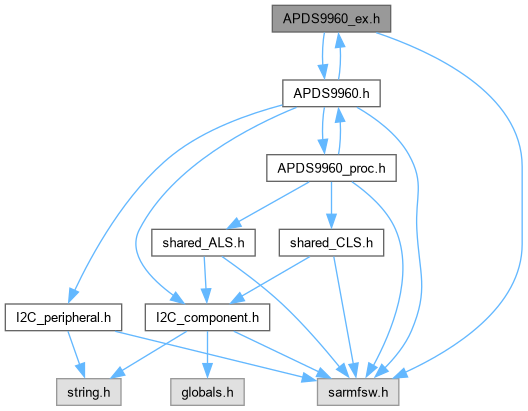 APDS9960_ex.h
APDS9960.h
APDS9960_proc.h
shared_ALS.h
shared_CLS.h
I2C_peripheral.h
I2C_component.h
string.h
globals.h
sarmfsw.h